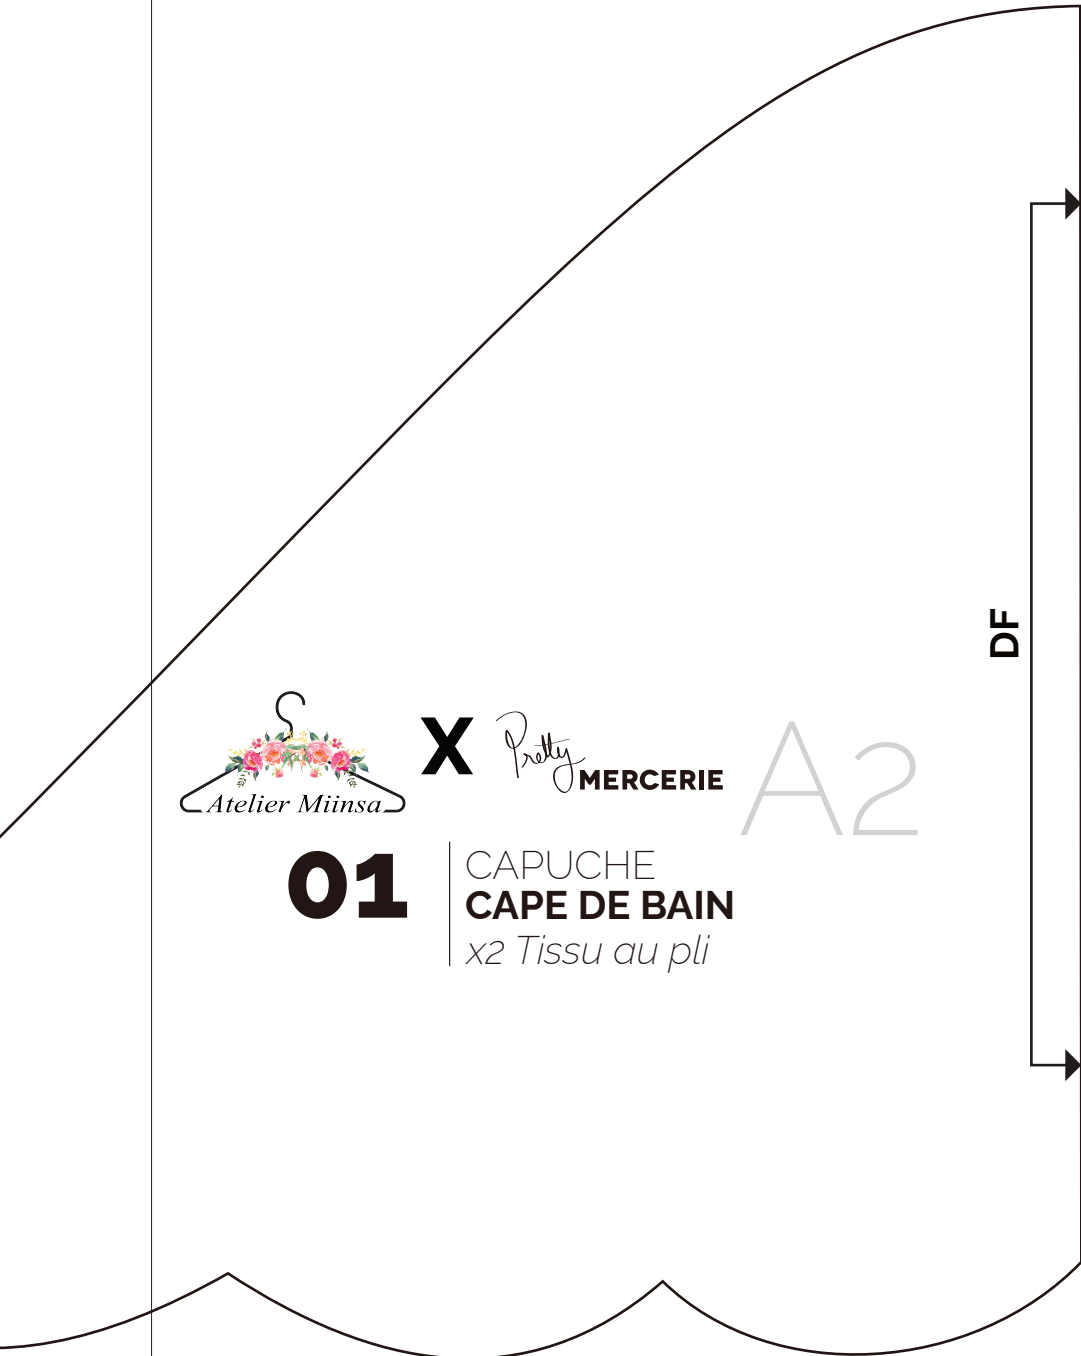 DF
Atelier Miinsa
X
Pretty
MERCERIE
A2
01
CAPUCHE
CAPE DE BAIN
x2 Tissu au pli